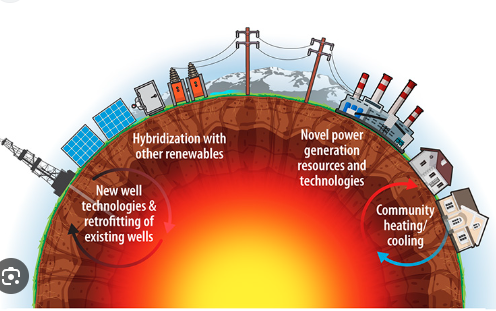 Hybridization with
other renewables
Novel power
generation
resources and
technologies
New well
technologies &
retrofitting of
existing wells
Community
heating/
cooling